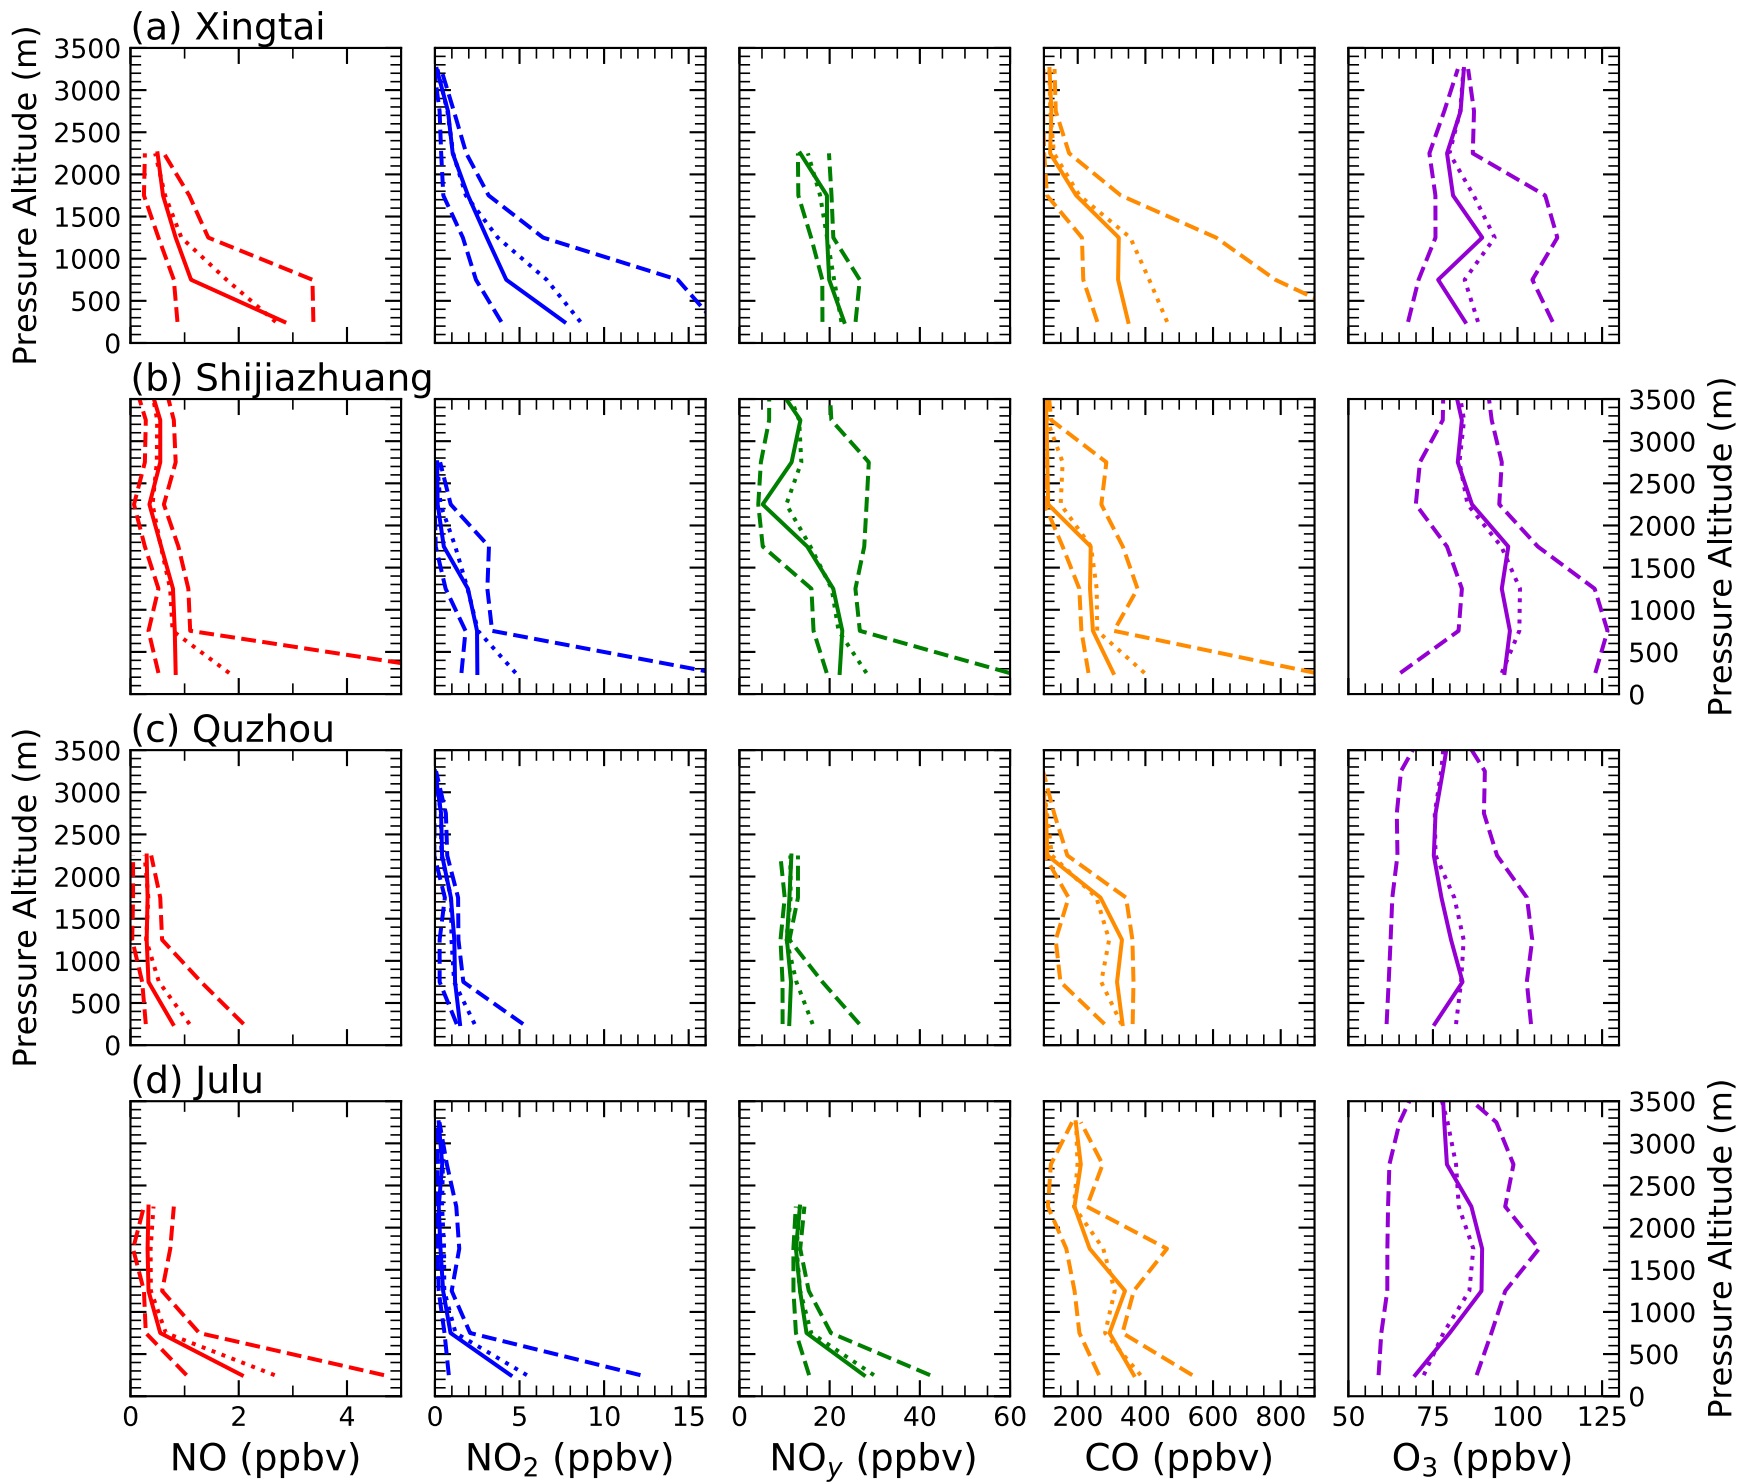 (a) Xingtai
Pressure Altitude (m)
3500
3000
2500
2000
1500
1000
500
0
(b) Shijiazhuang
3500
3000
2500
2000
1500
1000
500
0
Pressure Altitude (m)
(c) Quzhou
Pressure Altitude (m)
3500
3000
2500
2000
1500
1000
500
0
(d) Julu
3500
3000
2500
2000
1500
1000
500
0
Pressure Altitude (m)
0 2 4
0 5 10 15
0 20 40 60
200 400 600 800
50 75 100 125
NO (ppbv)
NO₂ (ppbv)
NOy (ppbv)
CO (ppbv)
O₃ (ppbv)